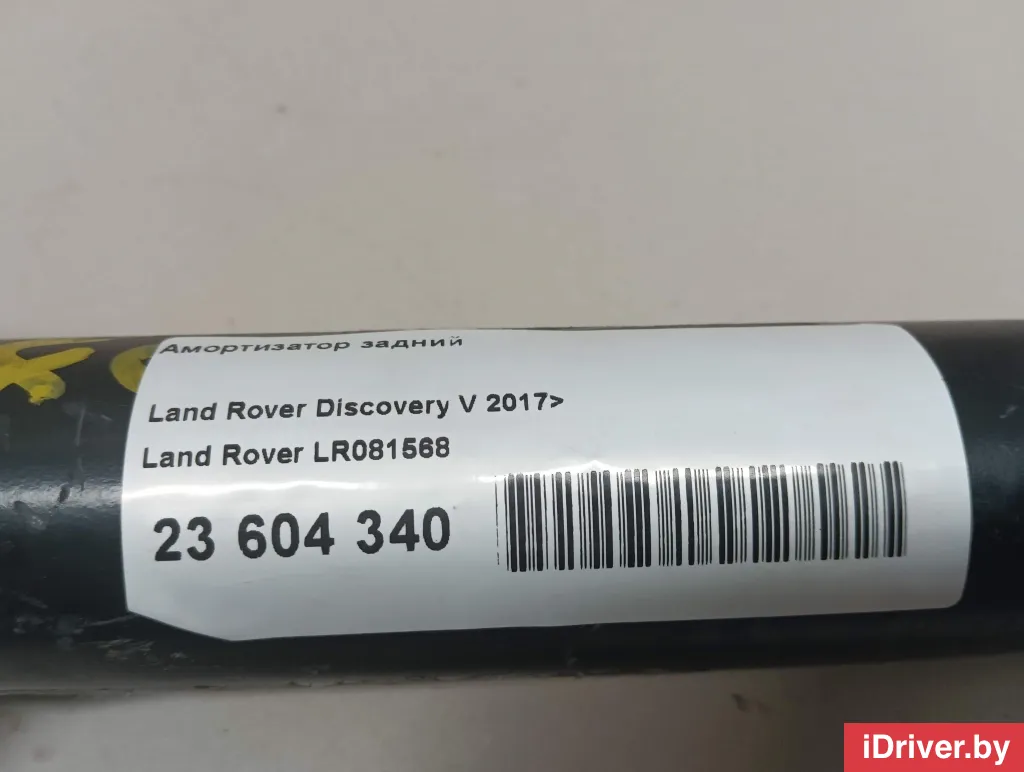 Амортизатор задний
Land Rover Discovery V 2017>
Land Rover LR081568
23 604 340
iDriver.by